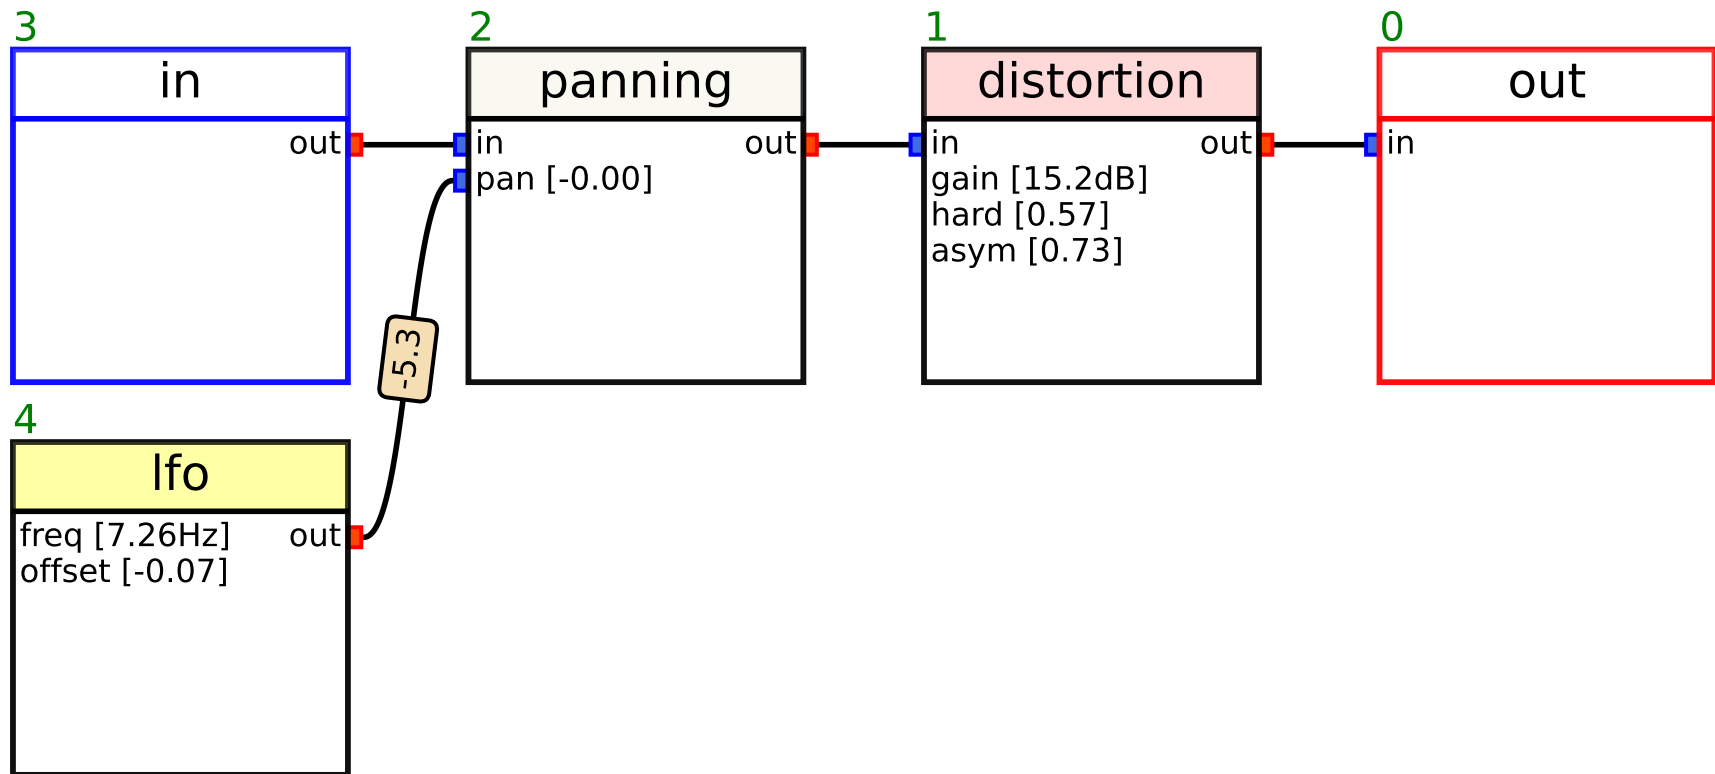 3
in
out
2
panning
in
out
pan [-0.00]
1
distortion
in
out
gain [15.2dB]
hard [0.57]
asym [0.73]
0
out
in
-5.3
4
lfo
freq [7.26Hz]
out
offset [-0.07]